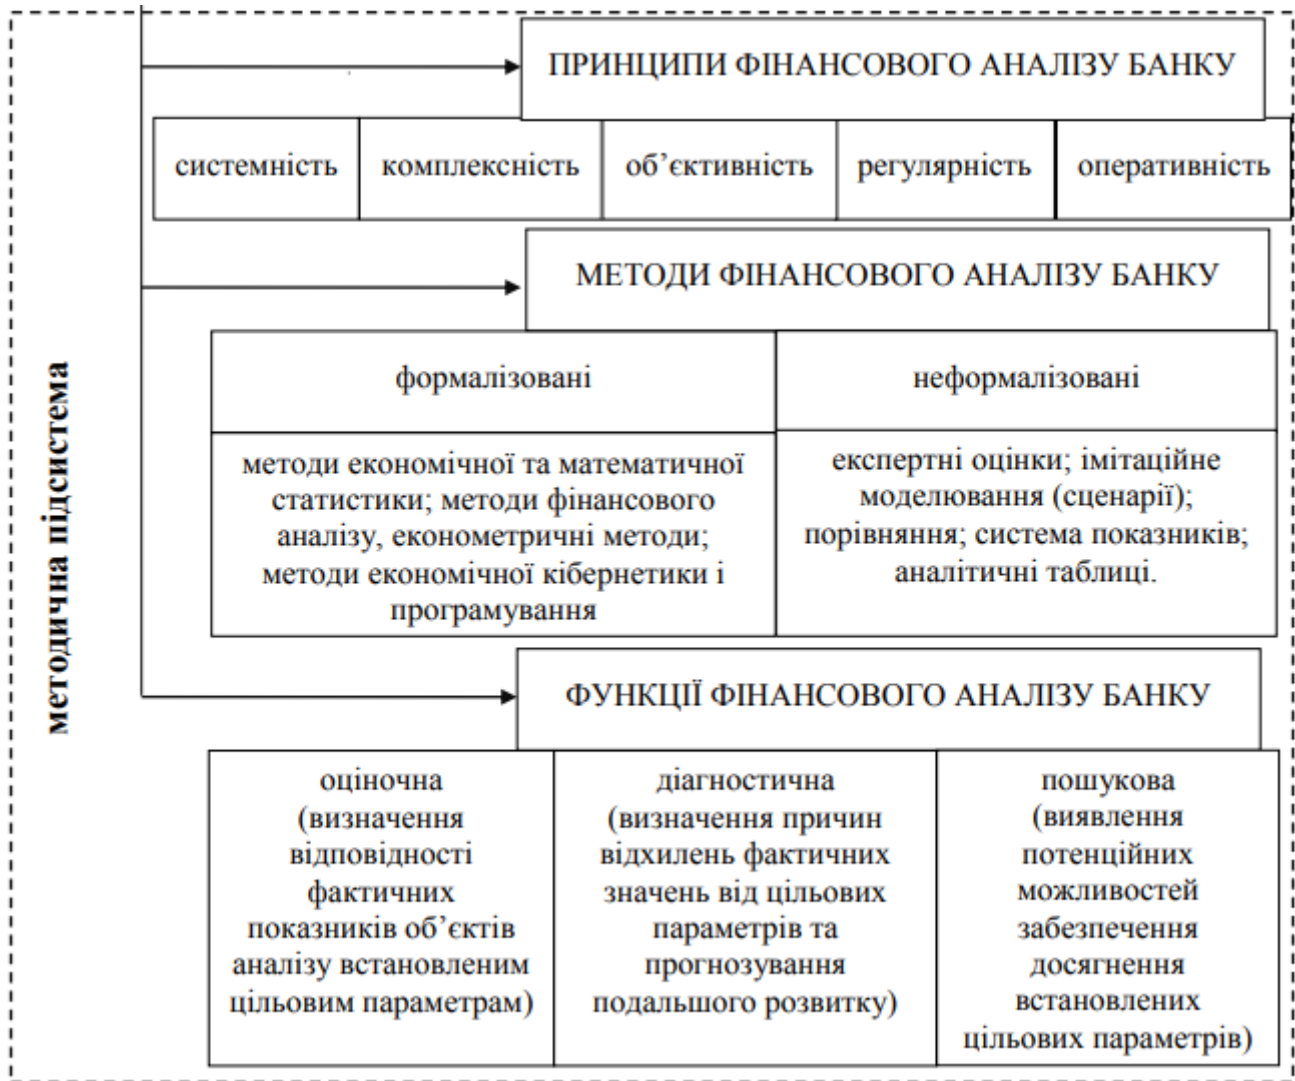 ПРИНЦИПИ ФІНАНСОВОГО АНАЛІЗУ БАНКУ
системність
комплексність
об’єктивність
регулярність
оперативність
МЕТОДИ ФІНАНСОВОГО АНАЛІЗУ БАНКУ
методична підсистема
формалізовані
неформалізовані
методи економічної та математичної
статистики; методи фінансового
аналізу, економетричні методи;
методи економічної кібернетики і
програмування
експертні оцінки; імітаційне
моделювання (сценарії);
порівняння; система показників;
аналітичні таблиці.
ФУНКЦІЇ ФІНАНСОВОГО АНАЛІЗУ БАНКУ
оціночна
(визначення
відповідності
фактичних
показників об’єктів
аналізу встановленим
цільовим параметрам)
діагностична
(визначення причин
відхилень фактичних
значень від цільових
параметрів та
прогнозування
подальшого розвитку)
пошукова
(виявлення
потенційних
можливостей
забезпечення
досягнення
встановлених
цільових параметрів)